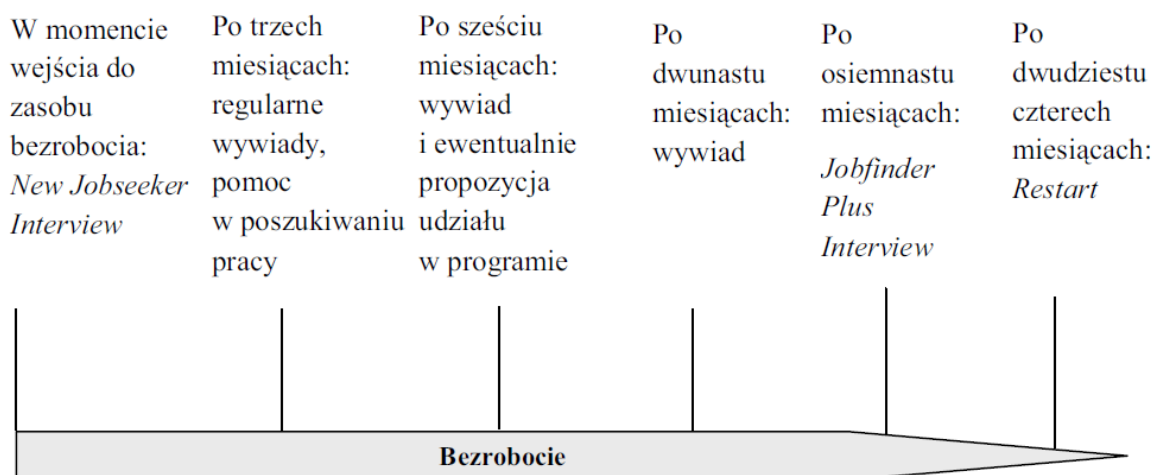 W momencie
wejścia do
zasobu
bezrobocia:
New Jobseeker
Interview
Po trzech
miesiącach:
regularne
wywiady,
pomoc
w poszukiwaniu
pracy
Po sześciu
miesiącach:
wywiad
i ewentualnie
propozycja
udziału
w programie
Po
dwunastu
miesiącach:
wywiad
Po
osiemnastu
miesiącach:
Jobfinder
Plus
Interview
Po
dwudziestu
czterech
miesiącach:
Restart
Bezrobocie